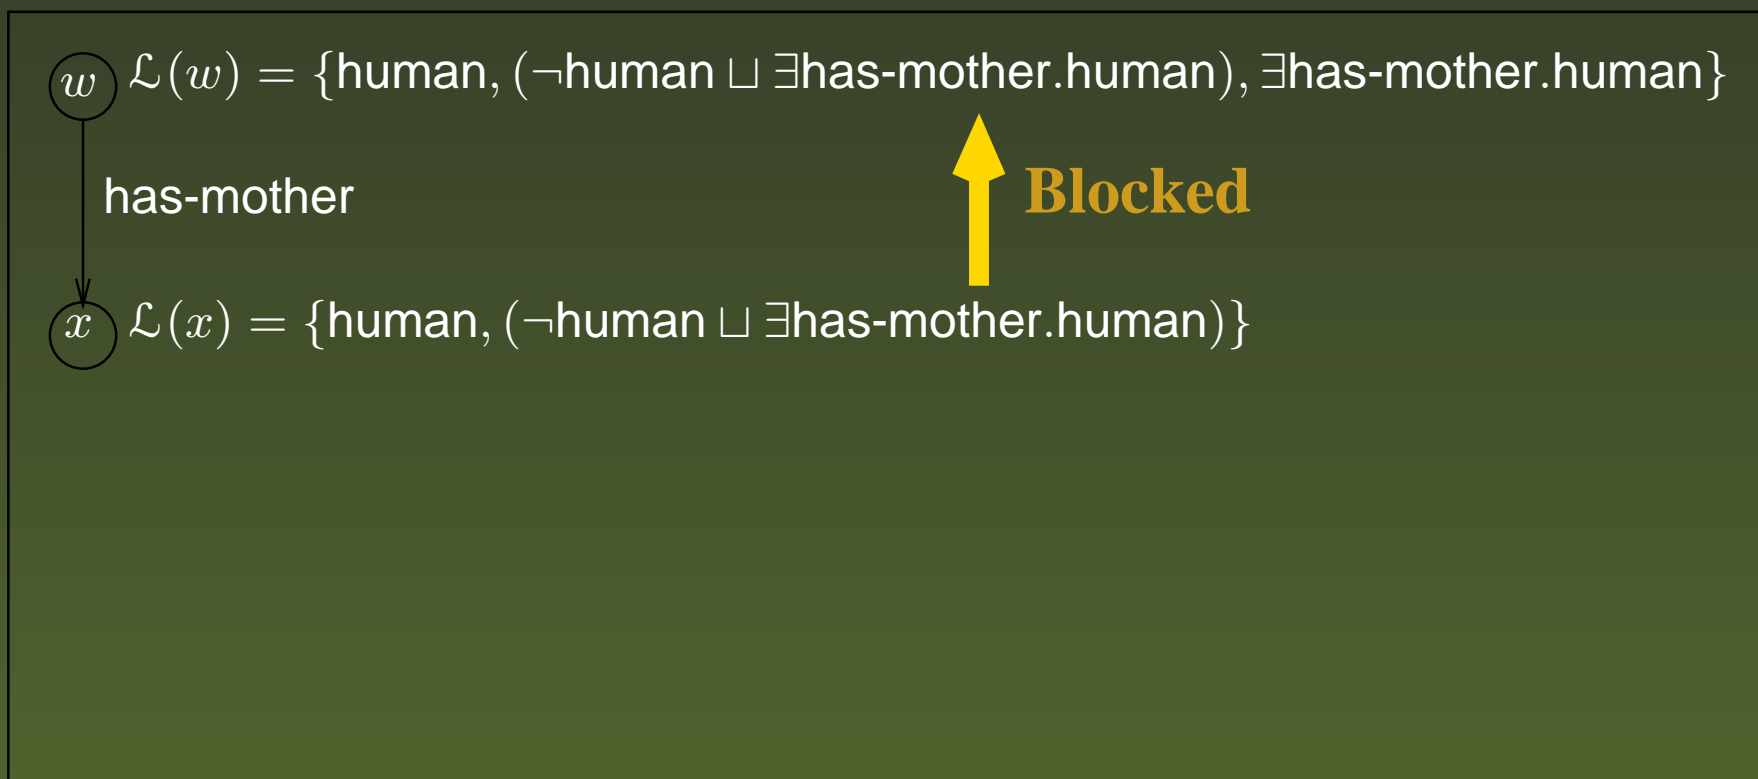 w ℒ(w) = {human, (¬human ⊔ ∃has-mother.human), ∃has-mother.human}
has-mother
Blocked
x ℒ(x) = {human, (¬human ⊔ ∃has-mother.human)}